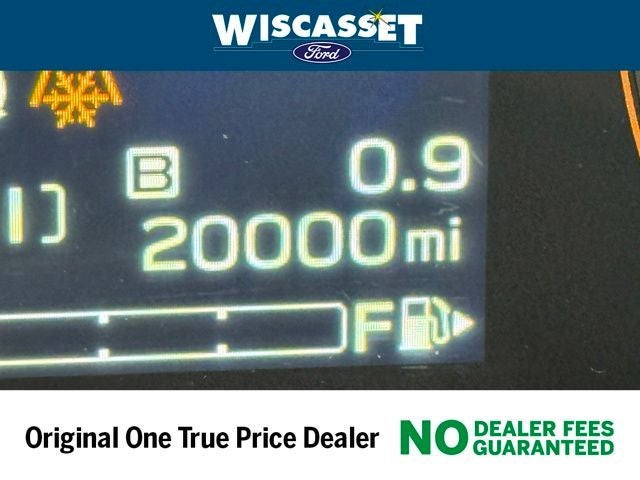 WISCASSET
Ford
B 0.9
20000 mi
F
Original One True Price Dealer
NO DEALER FEES
GUARANTEED